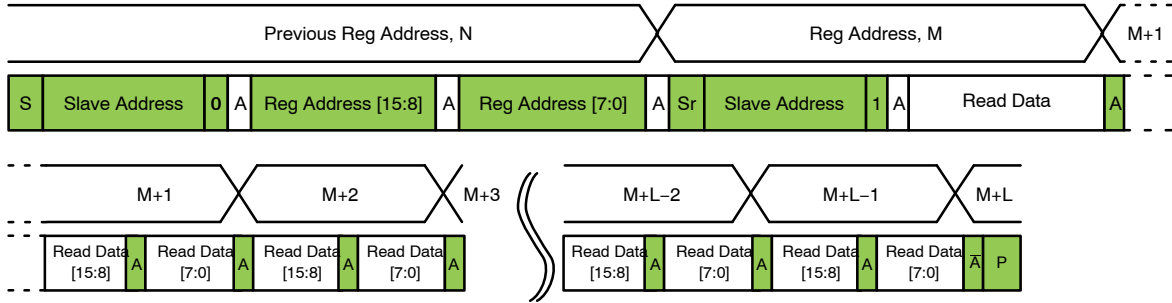 Previous Reg Address, N Reg Address, M M+1
S Slave Address 0 A Reg Address [15:8] A Reg Address [7:0] A Sr Slave Address 1 A Read Data A
M+1 M+2 M+3 M+L−2 M+L−1 M+L
Read Data Read Data Read Data Read Data Read Data Read Data Read Data Read Data
[15:8] A [7:0] A [15:8] A [7:0] A [15:8] A [7:0] A [15:8] A [7:0] A̅ P